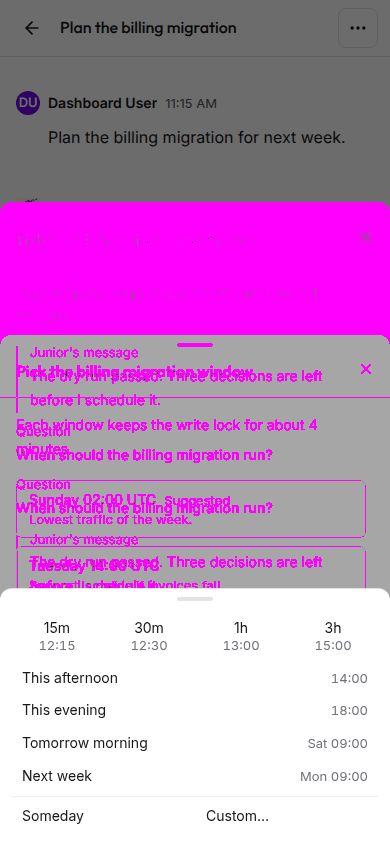 Plan the billing migration
DU Dashboard User 11:15 AM
Plan the billing migration for next week.
Junior's message
Pick the billing migration window
The dry run passed. Three decisions are left
before I schedule it.
Each window keeps the write lock for about 4
minutes.
Question
When should the billing migration run?
Question
When should the billing migration run?
Sunday 02:00 UTC Suggested
Lowest traffic of the week.
Junior's message
The dry run passed. Three decisions are left
Tuesday 14:00 UTC
before I schedule it.
invoices fall
15m 30m 1h 3h
12:15 12:30 13:00 15:00
This afternoon 14:00
This evening 18:00
Tomorrow morning Sat 09:00
Next week Mon 09:00
Someday Custom...